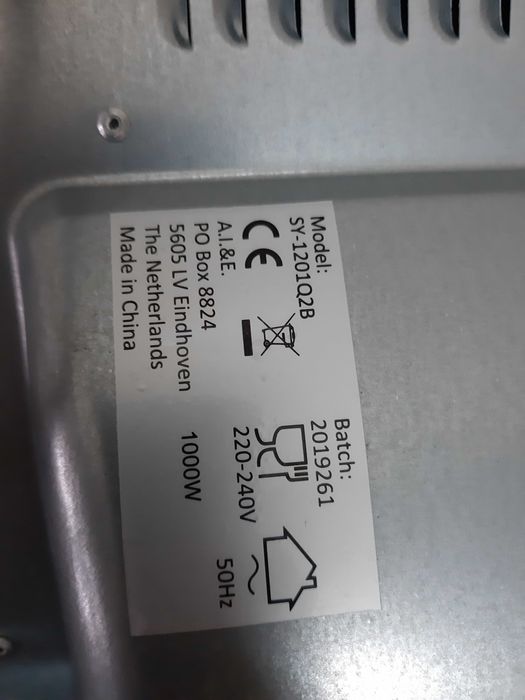 Model:
SY-1201Q2B
Batch:
2019261
CE
A.I.&E.
PO Box 8824
5605 LV Eindhoven
The Netherlands
Made in China
220-240V
50Hz
1000W